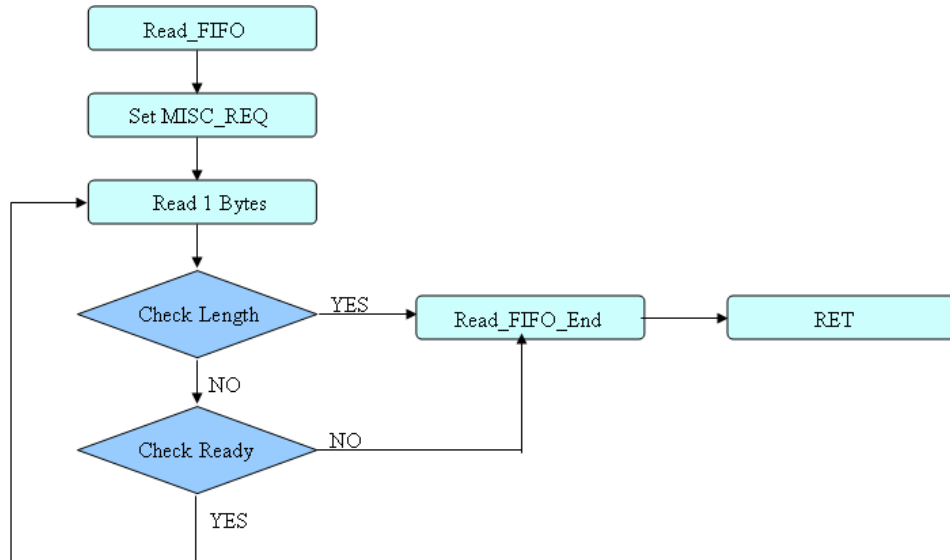 Read_FIFO
Set MISC_REQ
Read 1 Bytes
Check Length
YES
Read_FIFO_End
RET
NO
Check Ready
NO
YES